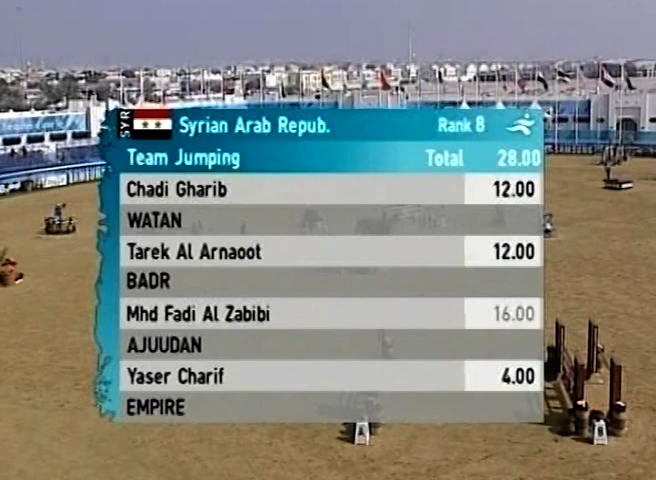 SYR Syrian Arab Repub. Rank 8
Team Jumping Total 28.00
Chadi Gharib 12.00
WATAN
Tarek Al Arnaoot 12.00
BADR
Mhd Fadi Al Zabibi 16.00
AJUUDAN
Yaser Charif 4.00
EMPIRE